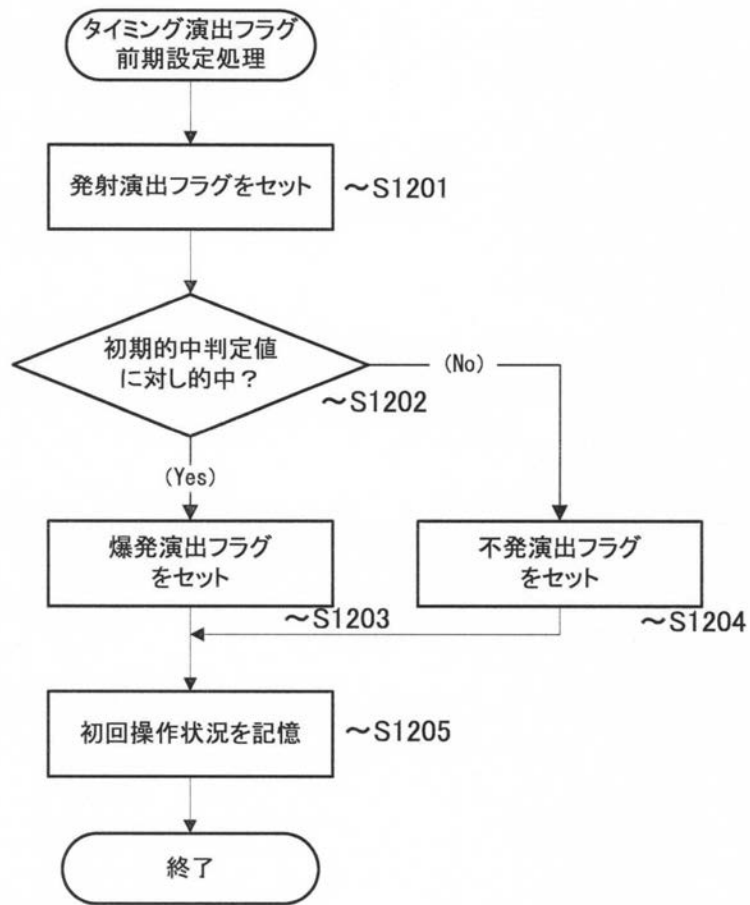 タイミング演出フラグ
前期設定処理
発射演出フラグをセット
～S1201
初期的中判定値
に対し的中？
～S1202
(No)
(Yes)
爆発演出フラグ
をセット
～S1203
不発演出フラグ
をセット
～S1204
初回操作状況を記憶
～S1205
終了